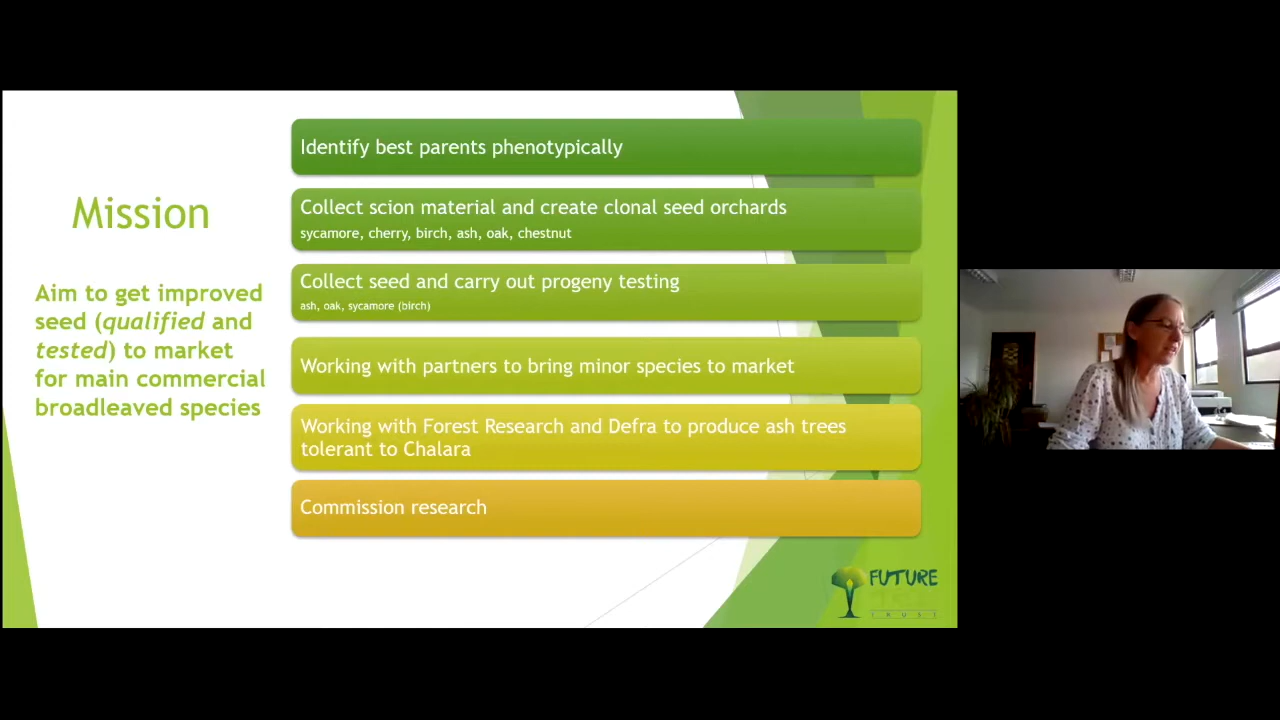 Mission
Aim to get improved
seed (qualified and
tested) to market
for main commercial
broadleaved species
Identify best parents phenotypically
Collect scion material and create clonal seed orchards
sycamore, cherry, birch, ash, oak, chestnut
Collect seed and carry out progeny testing
ash, oak, sycamore (birch)
Working with partners to bring minor species to market
Working with Forest Research and Defra to produce ash trees
tolerant to Chalara
Commission research
FUTURE
TRUST